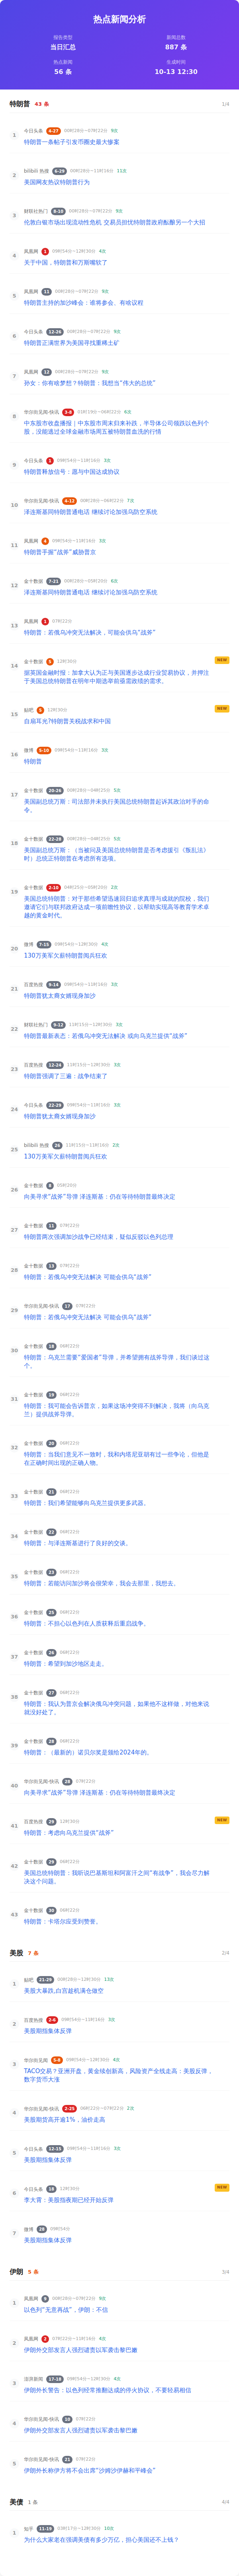 热点新闻分析
报告类型
新闻总数
当日汇总
887 条
热点新闻
生成时间
56 条
10-13 12:30
特朗普 43 条 1/4
1 今日头条 4-27 00时28分~07时22分 9次
特朗普一条帖子引发币圈史最大惨案
2 bilibili 热搜 6-29 00时28分~11时16分 11次
美国网友热议特朗普行为
3 财联社热门 8-10 00时28分~07时22分 9次
伦敦白银市场出现流动性危机 交易员担忧特朗普政府酝酿另一个大招
4 凤凰网 1 09时54分~12时30分 4次
关于中国，特朗普和万斯嘴软了
5 凤凰网 11 00时28分~07时22分 9次
特朗普主持的加沙峰会：谁将参会、有啥议程
6 今日头条 12-26 00时28分~07时22分 9次
特朗普正满世界为美国寻找重稀土矿
7 凤凰网 12 00时28分~07时22分 8次
孙女：你有啥梦想？特朗普：我想当“伟大的总统”
8 华尔街见闻-快讯 3-8 01时19分~06时22分 6次
中东股市收盘播报｜中东股市周末归来补跌，半导体公司领跌以色列个
股，没能逃过全球金融市场周五被特朗普血洗的行情
9 今日头条 1 09时54分~11时16分 3次
特朗普释放信号：愿与中国达成协议
10 华尔街见闻-快讯 4-12 00时28分~06时22分 7次
泽连斯基同特朗普通电话 继续讨论加强乌防空系统
11 凤凰网 4 09时54分~11时16分 3次
特朗普手握“战斧”威胁普京
12 金十数据 7-21 00时28分~05时20分 6次
泽连斯基同特朗普通电话 继续讨论加强乌防空系统
13 凤凰网 1 07时22分
特朗普：若俄乌冲突无法解决，可能会供乌“战斧”
14 金十数据 5 12时30分 NEW
据英国金融时报：加拿大认为正与美国逐步达成行业贸易协议，并押注
于美国总统特朗普在明年中期选举前亟需政绩的需求。
15 贴吧 8 12时30分 NEW
自扇耳光?特朗普关税战求和中国
16 微博 5-10 09时54分~11时16分 3次
特朗普
17 金十数据 20-26 00时28分~04时25分 5次
美国副总统万斯：司法部并未执行美国总统特朗普起诉其政治对手的命
令。
18 金十数据 22-28 00时28分~04时25分 5次
美国副总统万斯：（当被问及美国总统特朗普是否考虑援引《叛乱法》
时）总统正特朗普在考虑所有选项。
19 金十数据 2-10 04时25分~05时20分 2次
美国总统特朗普：对于那些希望迅速回归追求真理与成就的院校，我们
邀请它们与联邦政府达成一项前瞻性协议，以帮助实现高等教育学术卓
越的黄金时代。
20 微博 7-15 09时54分~12时30分 4次
130万美军欠薪特朗普阅兵狂欢
21 百度热搜 9-14 09时54分~11时16分 3次
特朗普犹太裔女婿现身加沙
22 财联社热门 9-12 11时15分~12时30分 3次
特朗普最新表态：若俄乌冲突无法解决 或向乌克兰提供“战斧”
23 百度热搜 12-24 11时15分~12时30分 3次
特朗普强调了三遍：战争结束了
24 今日头条 22-29 09时54分~11时16分 3次
特朗普犹太裔女婿现身加沙
25 bilibili 热搜 26 11时15分~11时16分 2次
130万美军欠薪特朗普阅兵狂欢
26 金十数据 6 05时20分
向美寻求“战斧”导弹 泽连斯基：仍在等待特朗普最终决定
27 金十数据 11 07时22分
特朗普两次强调加沙战争已经结束，疑似反驳以色列总理
28 金十数据 13 07时22分
特朗普：若俄乌冲突无法解决 可能会供乌“战斧”
29 华尔街见闻-快讯 17 07时22分
特朗普：若俄乌冲突无法解决 可能会供乌“战斧”
30 金十数据 18 06时22分
特朗普：乌克兰需要“爱国者”导弹，并希望拥有战斧导弹，我们谈过这
个。
31 金十数据 19 06时22分
特朗普：我可能会告诉普京，如果这场冲突得不到解决，我将（向乌克
兰）提供战斧导弹。
32 金十数据 20 06时22分
特朗普：当我们意见不一致时，我和内塔尼亚胡有过一些争论，但他是
在正确时间出现的正确人物。
33 金十数据 21 06时22分
特朗普：我们希望能够向乌克兰提供更多武器。
34 金十数据 22 06时22分
特朗普：与泽连斯基进行了良好的交谈。
35 金十数据 23 06时22分
特朗普：若能访问加沙将会很荣幸，我会去那里，我想去。
36 金十数据 25 06时22分
特朗普：不担心以色列在人质获释后重启战争。
37 金十数据 26 06时22分
特朗普：希望到加沙地区走走。
38 金十数据 27 06时22分
特朗普：我认为普京会解决俄乌冲突问题，如果他不这样做，对他来说
就没好处了。
39 金十数据 28 06时22分
特朗普：（最新的）诺贝尔奖是颁给2024年的。
40 华尔街见闻-快讯 28 07时22分
向美寻求“战斧”导弹 泽连斯基：仍在等待特朗普最终决定
41 百度热搜 29 12时30分 NEW
特朗普：考虑向乌克兰提供“战斧”
42 金十数据 29 06时22分
美国总统特朗普：我听说巴基斯坦和阿富汗之间“有战争”，我会尽力解
决这个问题。
43 金十数据 30 06时22分
特朗普：卡塔尔应受到赞誉。
美股 7 条 2/4
1 贴吧 21-29 00时28分~12时30分 13次
美股大暴跌,白宫趁机满仓做空
2 百度热搜 2-6 09时54分~11时16分 3次
美股期指集体反弹
3 华尔街见闻 5-8 09时54分~12时30分 4次
TACO交易？亚洲开盘，黄金续创新高，风险资产全线走高：美股反弹，
数字货币大涨
4 华尔街见闻-快讯 2-25 06时22分~07时22分 2次
美股期货高开逾1%，油价走高
5 今日头条 12-15 09时54分~11时16分 3次
美股期指集体反弹
6 今日头条 18 12时30分 NEW
李大霄：美股指夜期已经开始反弹
7 微博 28 09时54分
美股期指集体反弹
伊朗 5 条 3/4
1 凤凰网 9 00时28分~07时22分 9次
以色列“无意再战”，伊朗：不信
2 凤凰网 2 07时22分~11时16分 4次
伊朗外交部发言人强烈谴责以军袭击黎巴嫩
3 澎湃新闻 17-18 09时54分~12时30分 4次
伊朗外长警告：以色列经常推翻达成的停火协议，不要轻易相信
4 华尔街见闻-快讯 18 07时22分
伊朗外交部发言人强烈谴责以军袭击黎巴嫩
5 华尔街见闻-快讯 21 07时22分
伊朗外长称伊方将不会出席“沙姆沙伊赫和平峰会”
美债 1 条 4/4
1 知乎 11-19 03时17分~12时30分 10次
为什么大家老在强调美债有多少万亿，担心美国还不上钱？